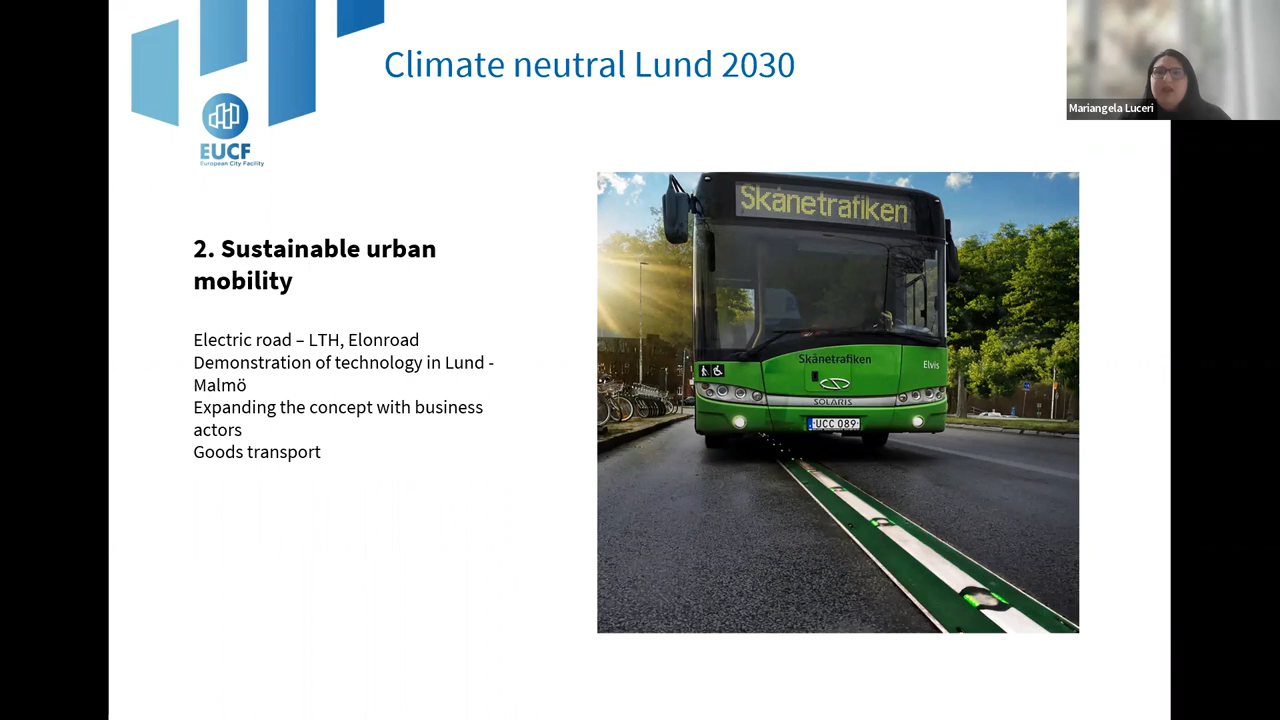 Climate neutral Lund 2030
Mariangela Luceri
EUCF
European City Facility
2. Sustainable urban
mobility
Electric road – LTH, Elonroad
Demonstration of technology in Lund -
Malmö
Expanding the concept with business
actors
Goods transport
Skånetrafiken
Skånetrafiken
Elvis
SOLARIS
UCC 089